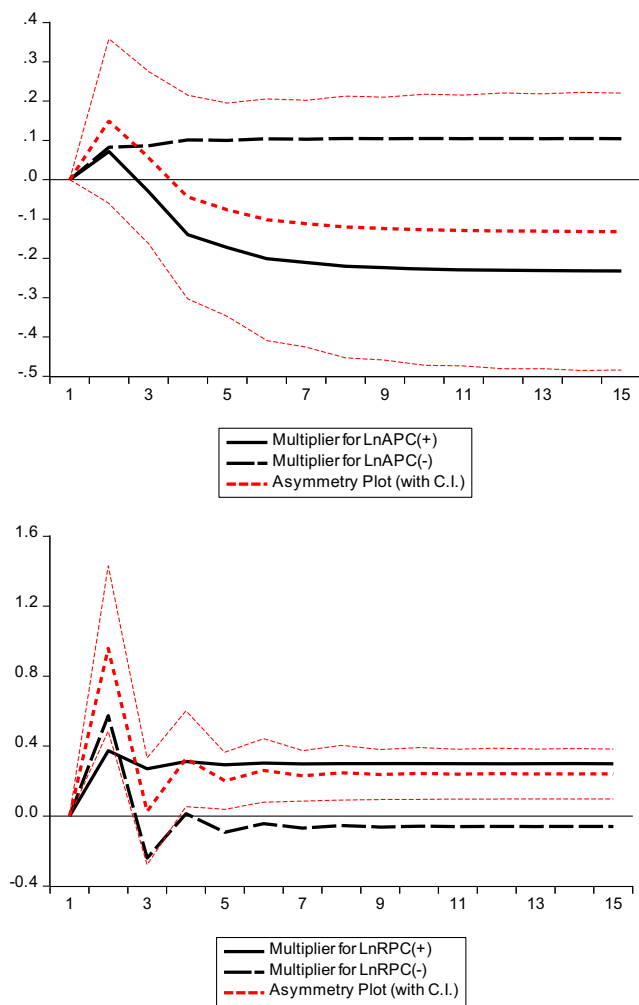 .4
.3
.2
.1
.0
-.1
-.2
-.3
-.4
-.5
1 3 5 7 9 11 13 15
Multiplier for LnAPC(+)
Multiplier for LnAPC(-)
Asymmetry Plot (with C.I.)
1.6
1.2
0.8
0.4
0.0
-0.4
1 3 5 7 9 11 13 15
Multiplier for LnRPC(+)
Multiplier for LnRPC(-)
Asymmetry Plot (with C.I.)